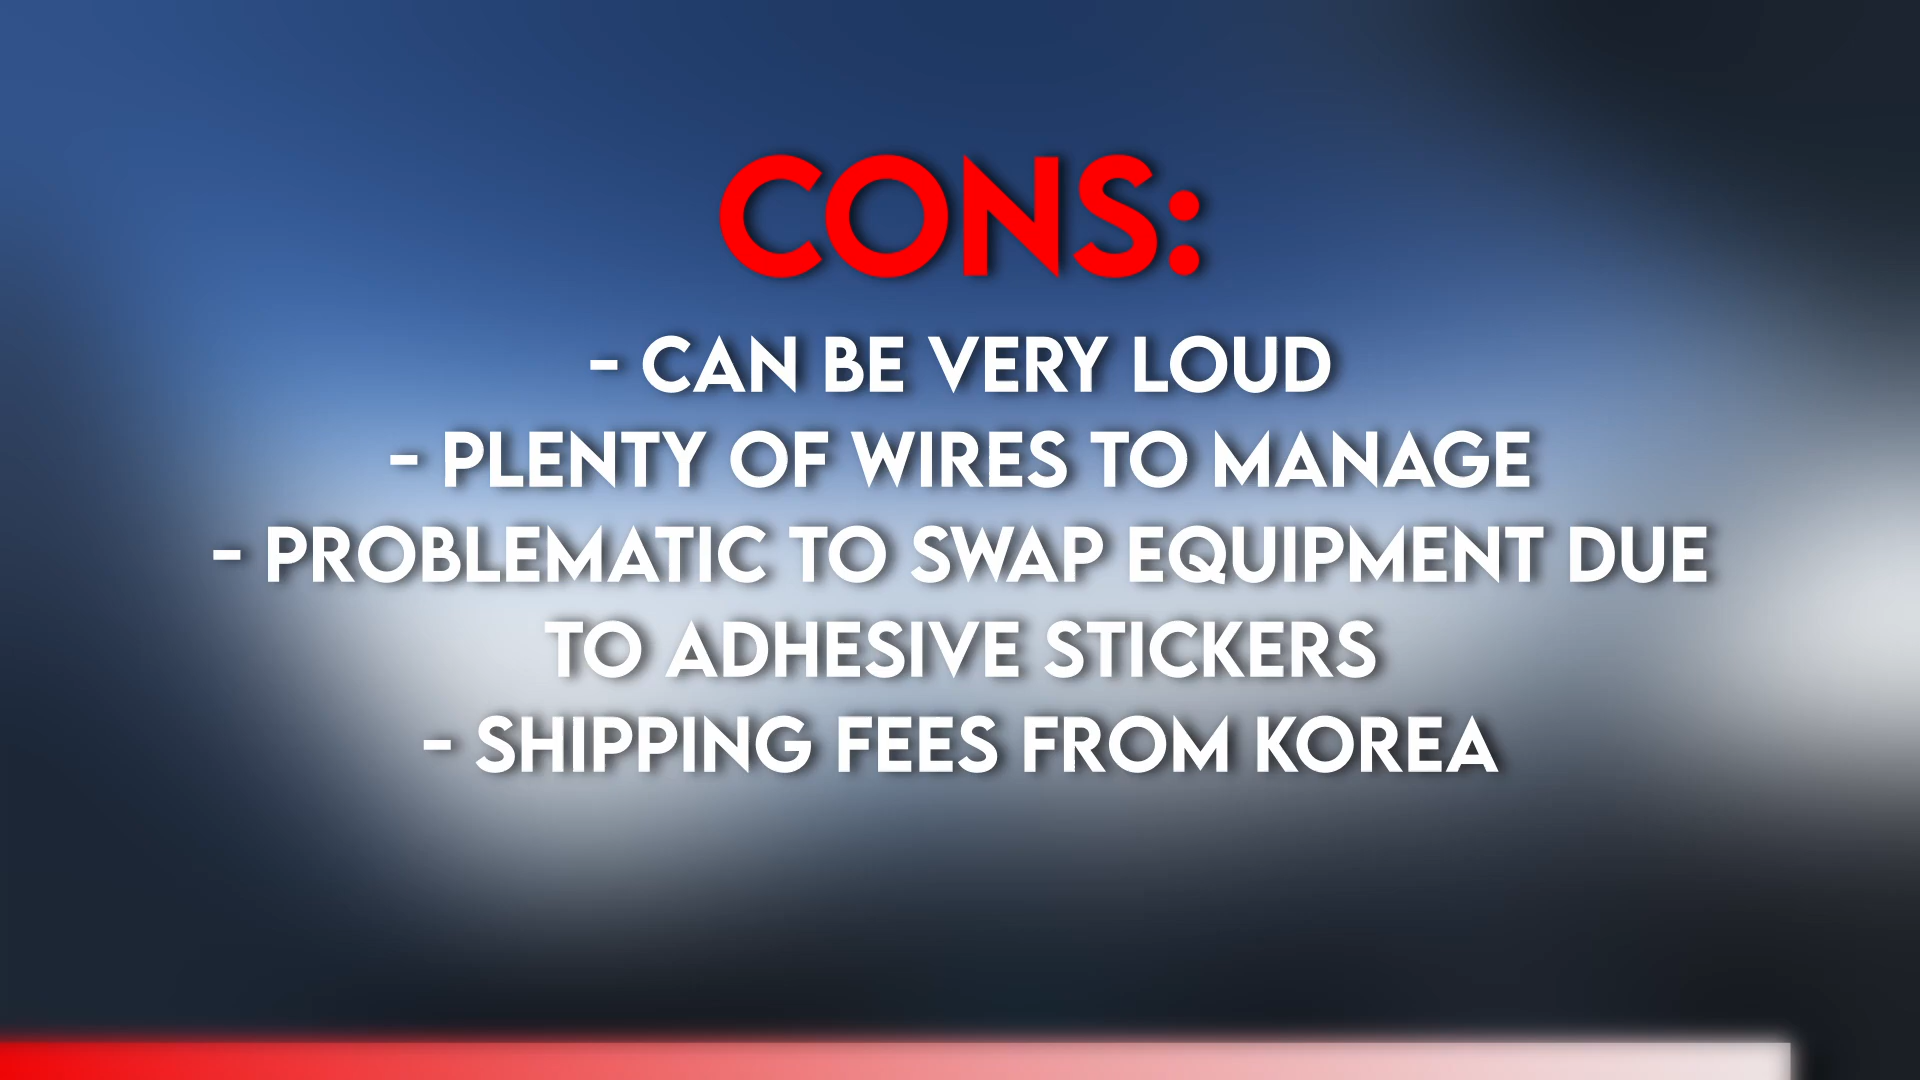 CONS:
- CAN BE VERY LOUD
- PLENTY OF WIRES TO MANAGE
- PROBLEMATIC TO SWAP EQUIPMENT DUE
TO ADHESIVE STICKERS
- SHIPPING FEES FROM KOREA